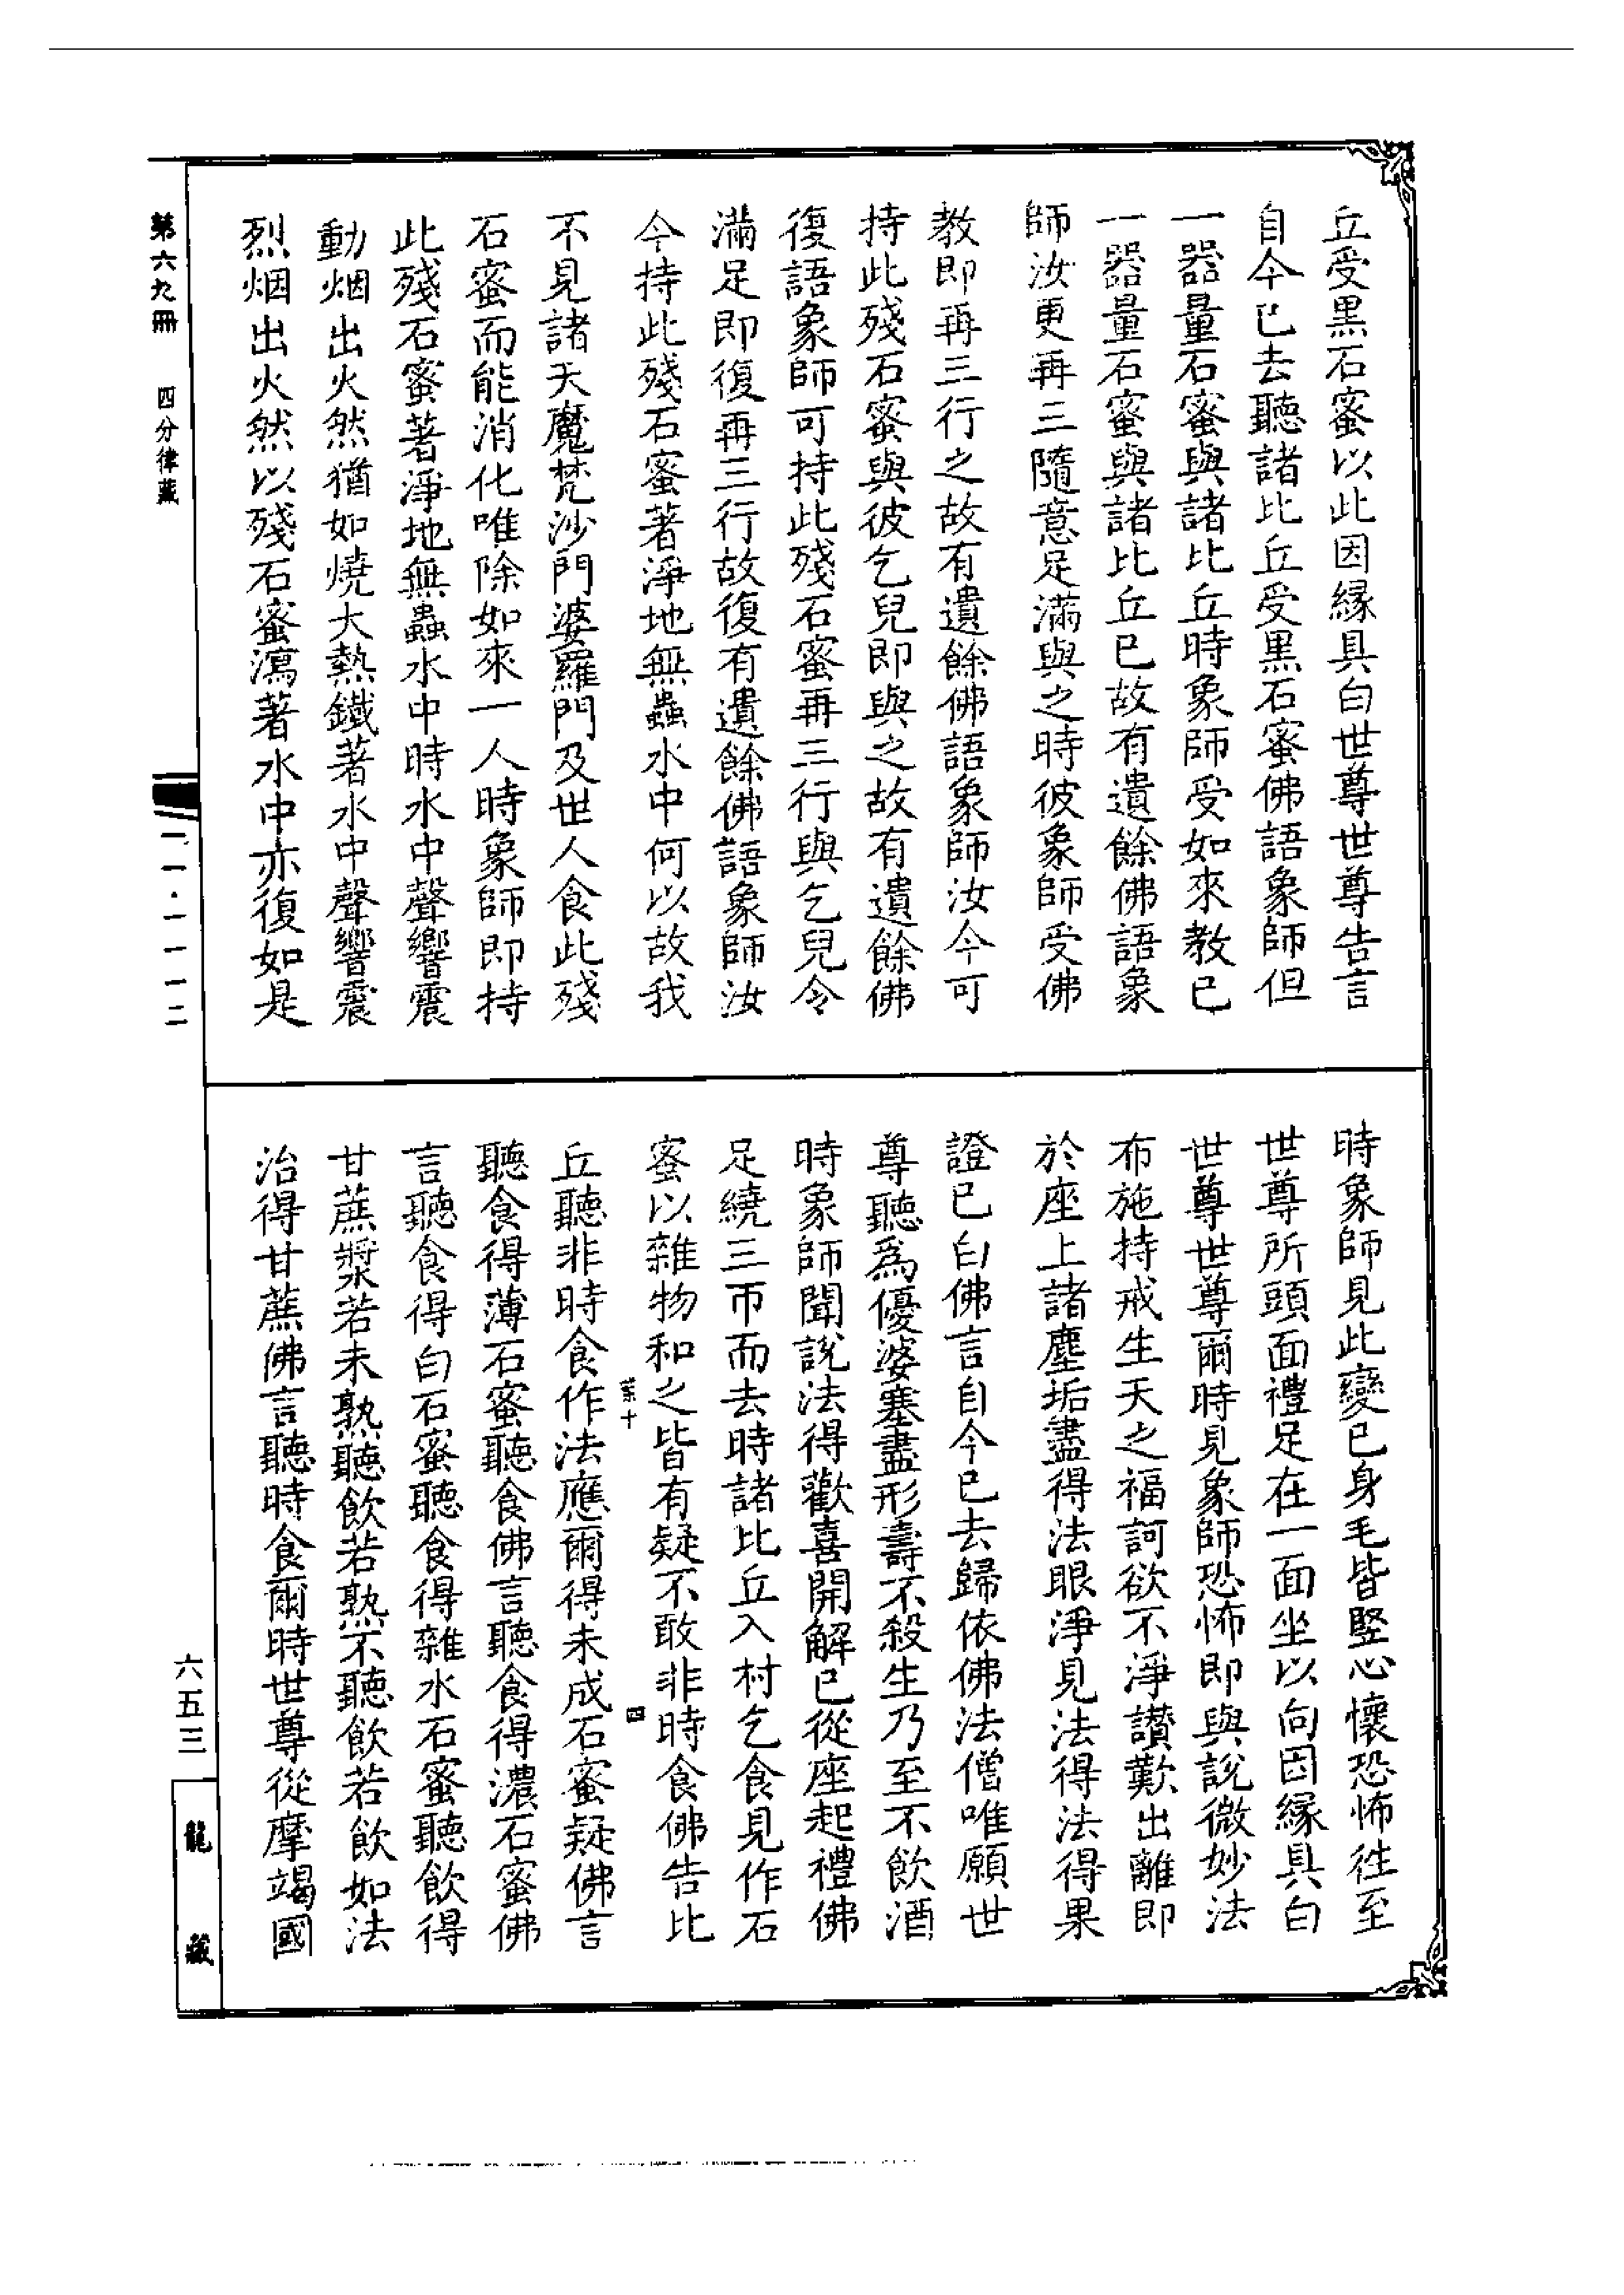 丘受黑石蜜以此因緣具白世尊世尊告言
自今已去聽諸比丘受黑石蜜佛語象師但
一器量石蜜與諸比丘時象師受如來教已
一器量石蜜與諸比丘已故有遺餘佛語象
師汝更再三隨意足滿與之時彼象師受佛
教即再三行之故有遺餘佛語象師汝今可
持此殘石蜜與彼乞兒即與之故有遺餘佛
復語象師可持此殘石蜜再三行與乞兒令
滿足即復再三行故復有遺餘佛語象師汝
今持此殘石蜜著淨地無蟲水中何以故我
不見諸天魔梵沙門婆羅門及世人食此殘
石蜜而能消化唯除如來一人時象師即持
此殘石蜜著淨地無蟲水中時水中聲響震
動烟出火然猶如燒大熱鐵著水中聲響震
烈烟出火然以殘石蜜瀉著水中亦復如是
時象師見此變已身毛皆竪心懷恐怖往至
世尊所頭面禮足在一面坐以向因緣具白
世尊世尊爾時見象師恐怖即與說微妙法
布施持戒生天之福訶欲不淨讃歎出離即
於座上諸塵垢盡得法眼淨見法得法得果
證已白佛言自今已去歸依佛法僧唯願世
尊聽為優婆塞盡形壽不殺生乃至不飲酒
時象師聞說法得歡喜開解已從座起禮佛
足繞三帀而去時諸比丘入村乞食見作石
蜜以雜物和之皆有疑不敢非時食佛告比
業十 四
丘聽非時食作法應爾得未成石蜜疑佛言
聽食得薄石蜜聽食佛言聽食得濃石蜜佛
言聽食得白石蜜聽食得雜水石蜜聽飲得
甘蔗漿若未熟聽飲若熟不聽飲若飲如法
治得甘蔗佛言聽時食爾時世尊從摩竭國
第六九冊 四分律藏
一一·一一一二
六五三
龍藏